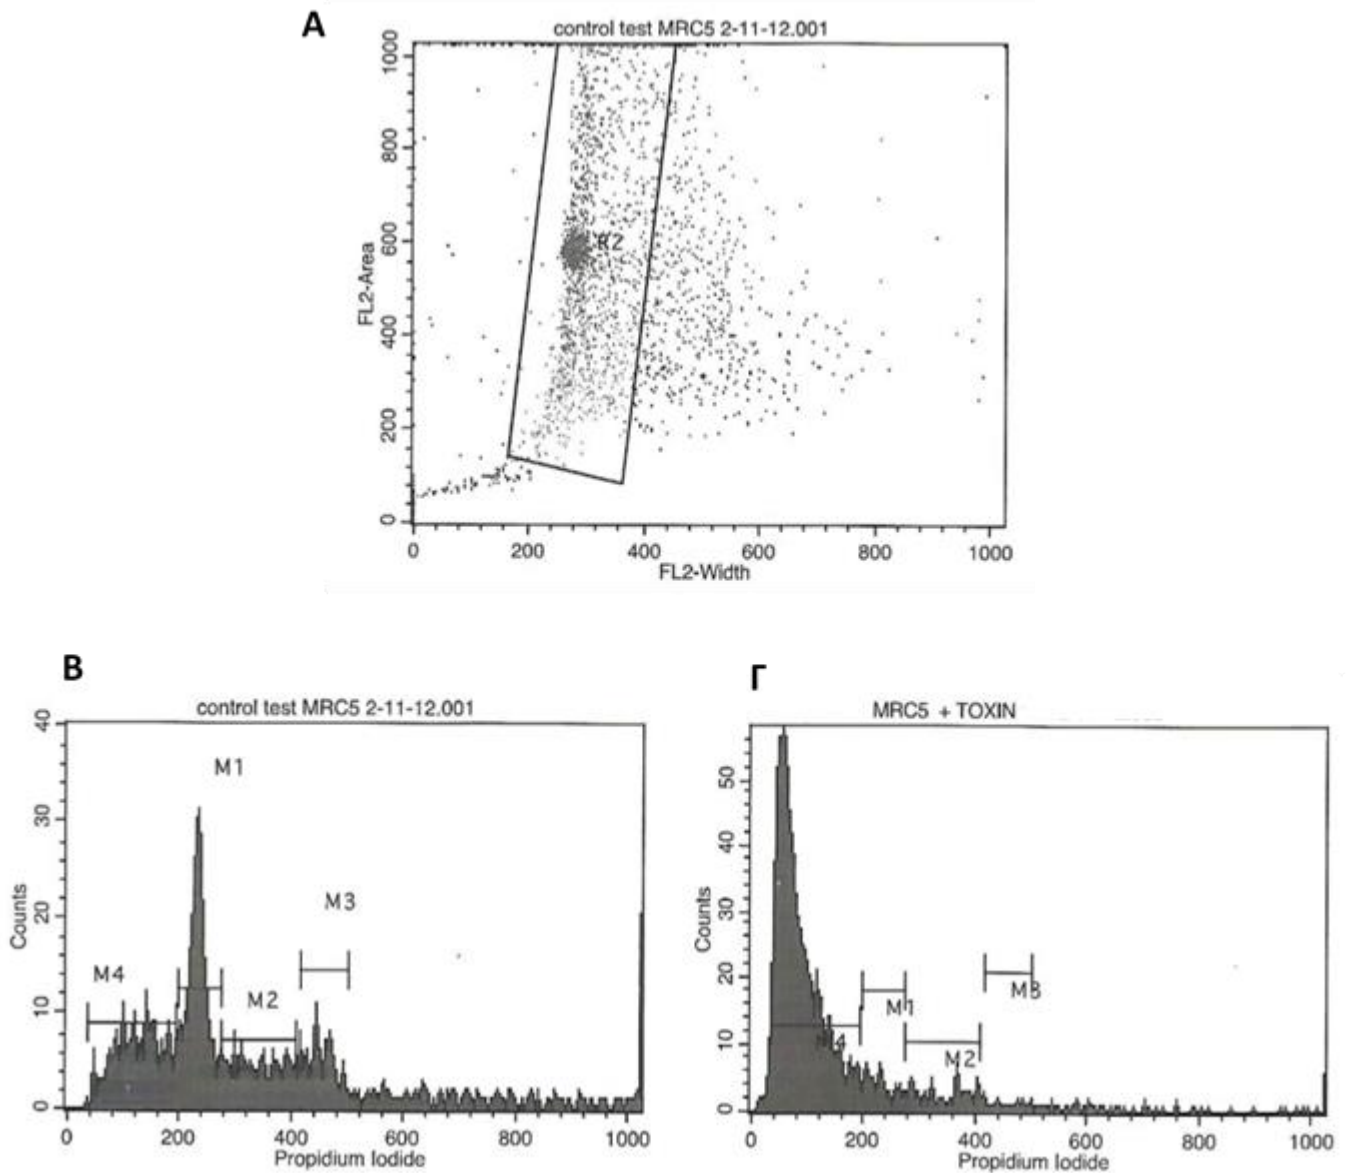 A
control test MRC5 2-11-12.001
FL2-Area
1000
800
600
400
200
0
R2
0 200 400 600 800 1000
FL2-Width
B
control test MRC5 2-11-12.001
Counts
40
30
20
10
0
M1
M3
M4
M2
0 200 400 600 800 1000
Propidium Iodide
Γ
MRC5 + TOXIN
Counts
50
40
30
20
10
0
M3
M1
M4
M2
0 200 400 600 800 1000
Propidium Iodide